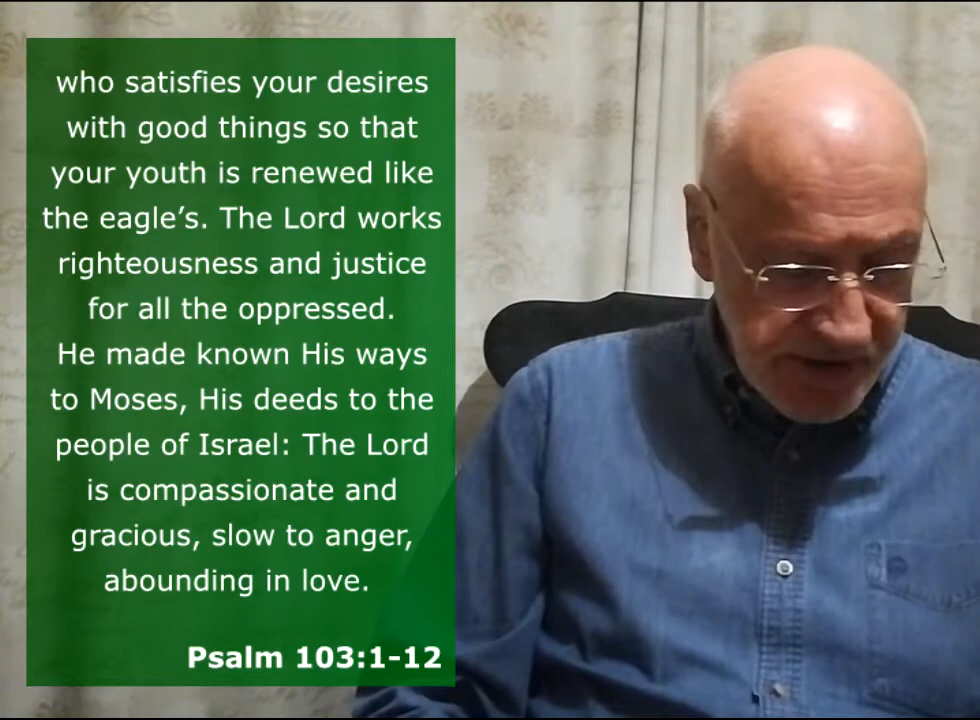 who satisfies your desires
with good things so that
your youth is renewed like
the eagle’s. The Lord works
righteousness and justice
for all the oppressed.
He made known His ways
to Moses, His deeds to the
people of Israel: The Lord
is compassionate and
gracious, slow to anger,
abounding in love.
Psalm 103:1-12